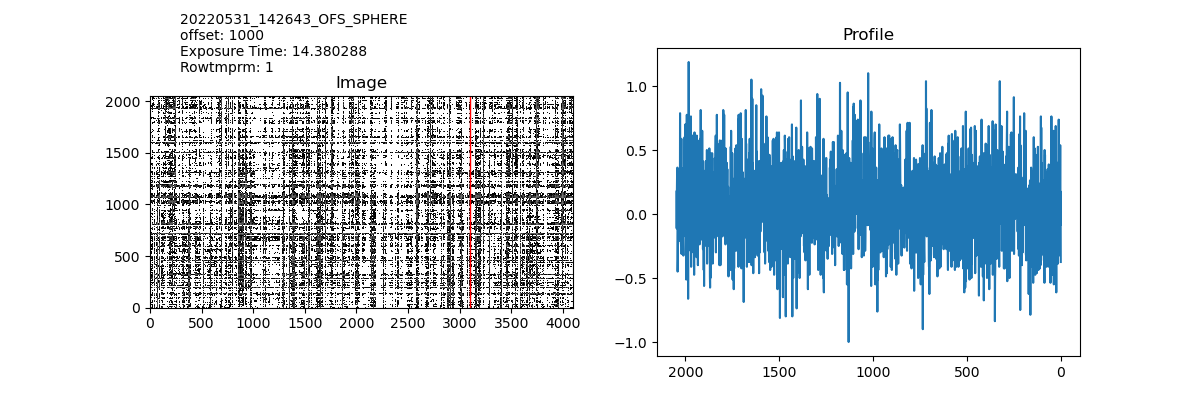 20220531_142643_OFS_SPHERE
offset: 1000
Exposure Time: 14.380288
Rowtmprm: 1
Image
2000
1500
1000
500
0
0 500 1000 1500 2000 2500 3000 3500 4000
Profile
1.0
0.5
0.0
−0.5
−1.0
2000 1500 1000 500 0